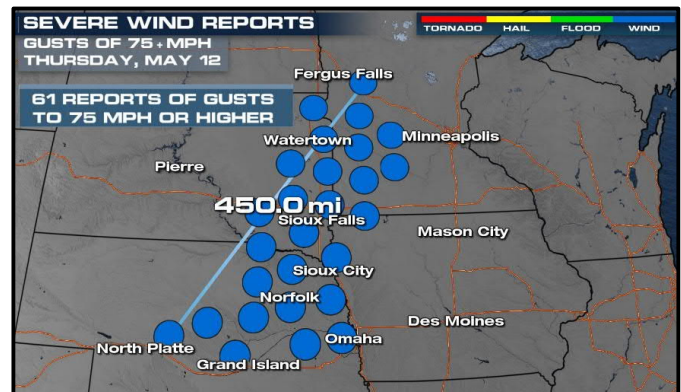 SEVERE WIND REPORTS
GUSTS OF 75+MPH
THURSDAY, MAY 12
61 REPORTS OF GUSTS
TO 75 MPH OR HIGHER
TORNADO HAIL FLOOD WIND
Fergus Falls
Watertown
Minneapolis
Pierre
450.0 mi
Sioux Falls
Mason City
Sioux City
Norfolk
Des Moines
North Platte
Omaha
Grand Island